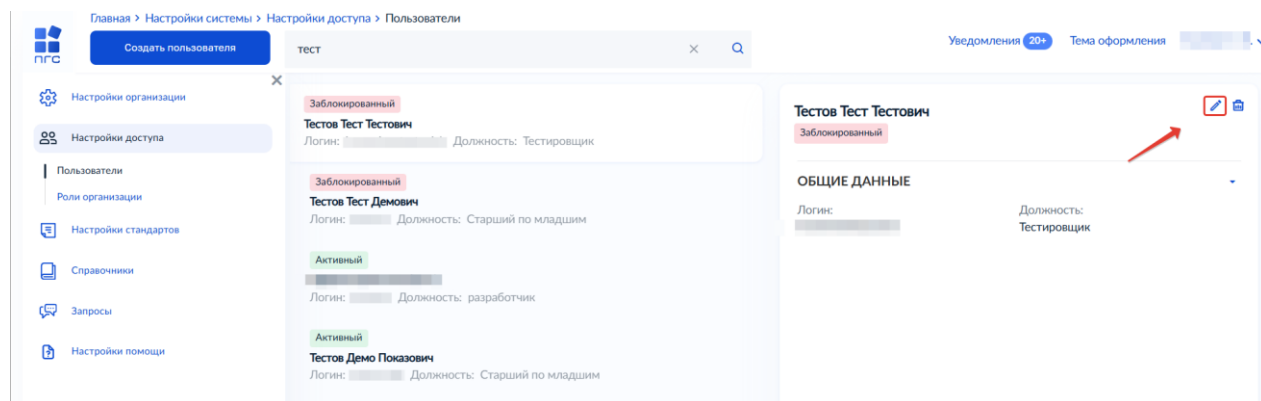 Главная > Настройки системы > Настройки доступа > Пользователи
пгс
Создать пользователя
тест
Уведомления 20+
Тема оформления
Настройки организации
Настройки доступа
Пользователи
Роли организации
Настройки стандартов
Справочники
Запросы
Настройки помощи
Заблокированный
Тестов Тест Тестович
Логин: Должность: Тестировщик
Заблокированный
Тестов Тест Демович
Логин: Должность: Старший по младшим
Активный
Логин: Должность: разработчик
Активный
Тестов Демо Показович
Логин: Должность: Старший по младшим
Тестов Тест Тестович
Заблокированный
ОБЩИЕ ДАННЫЕ
Логин:
Должность:
Тестировщик